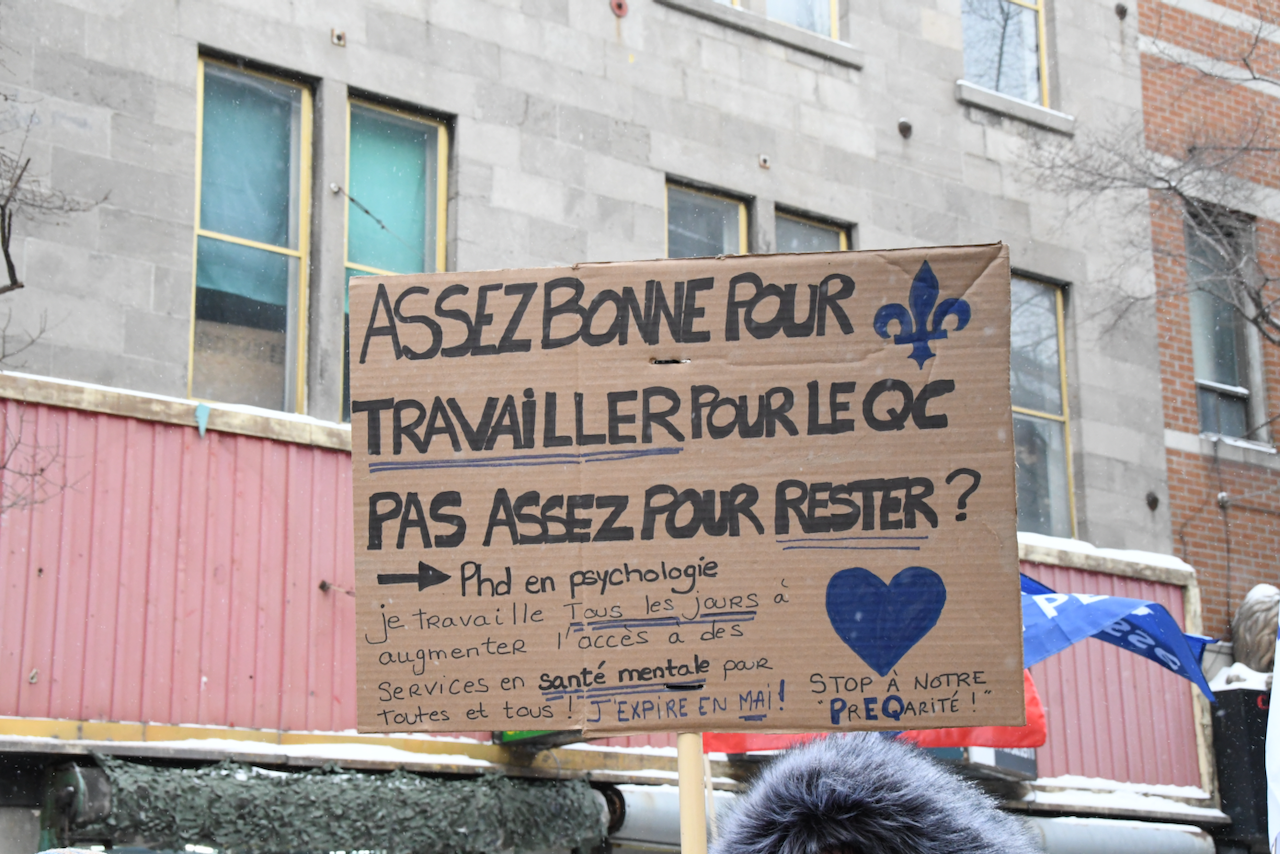 ASSEZ BONNE POUR
TRAVAILLER POUR LE QC
PAS ASSEZ POUR RESTER ?
Phd en psychologie
je travaille Tous les jours à
augmenter l'accès a des
services en santé mentale pour
toutes et tous ! J'EXPIRE EN MAI !
STOP À NOTRE
"PREQARITÉ !"